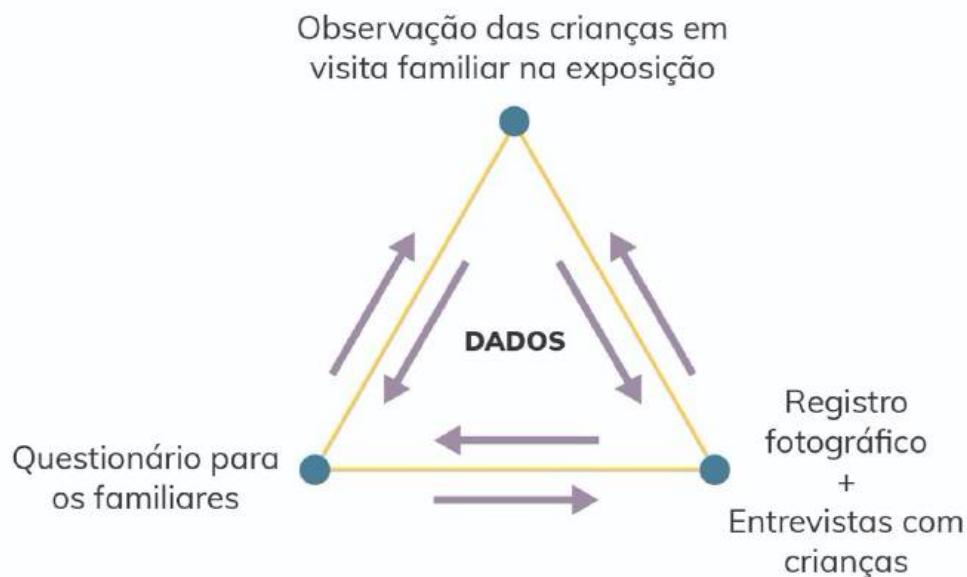 Observação das crianças em
visita familiar na exposição
DADOS
Questionário para
os familiares
Registro
fotográfico
+
Entrevistas com
crianças